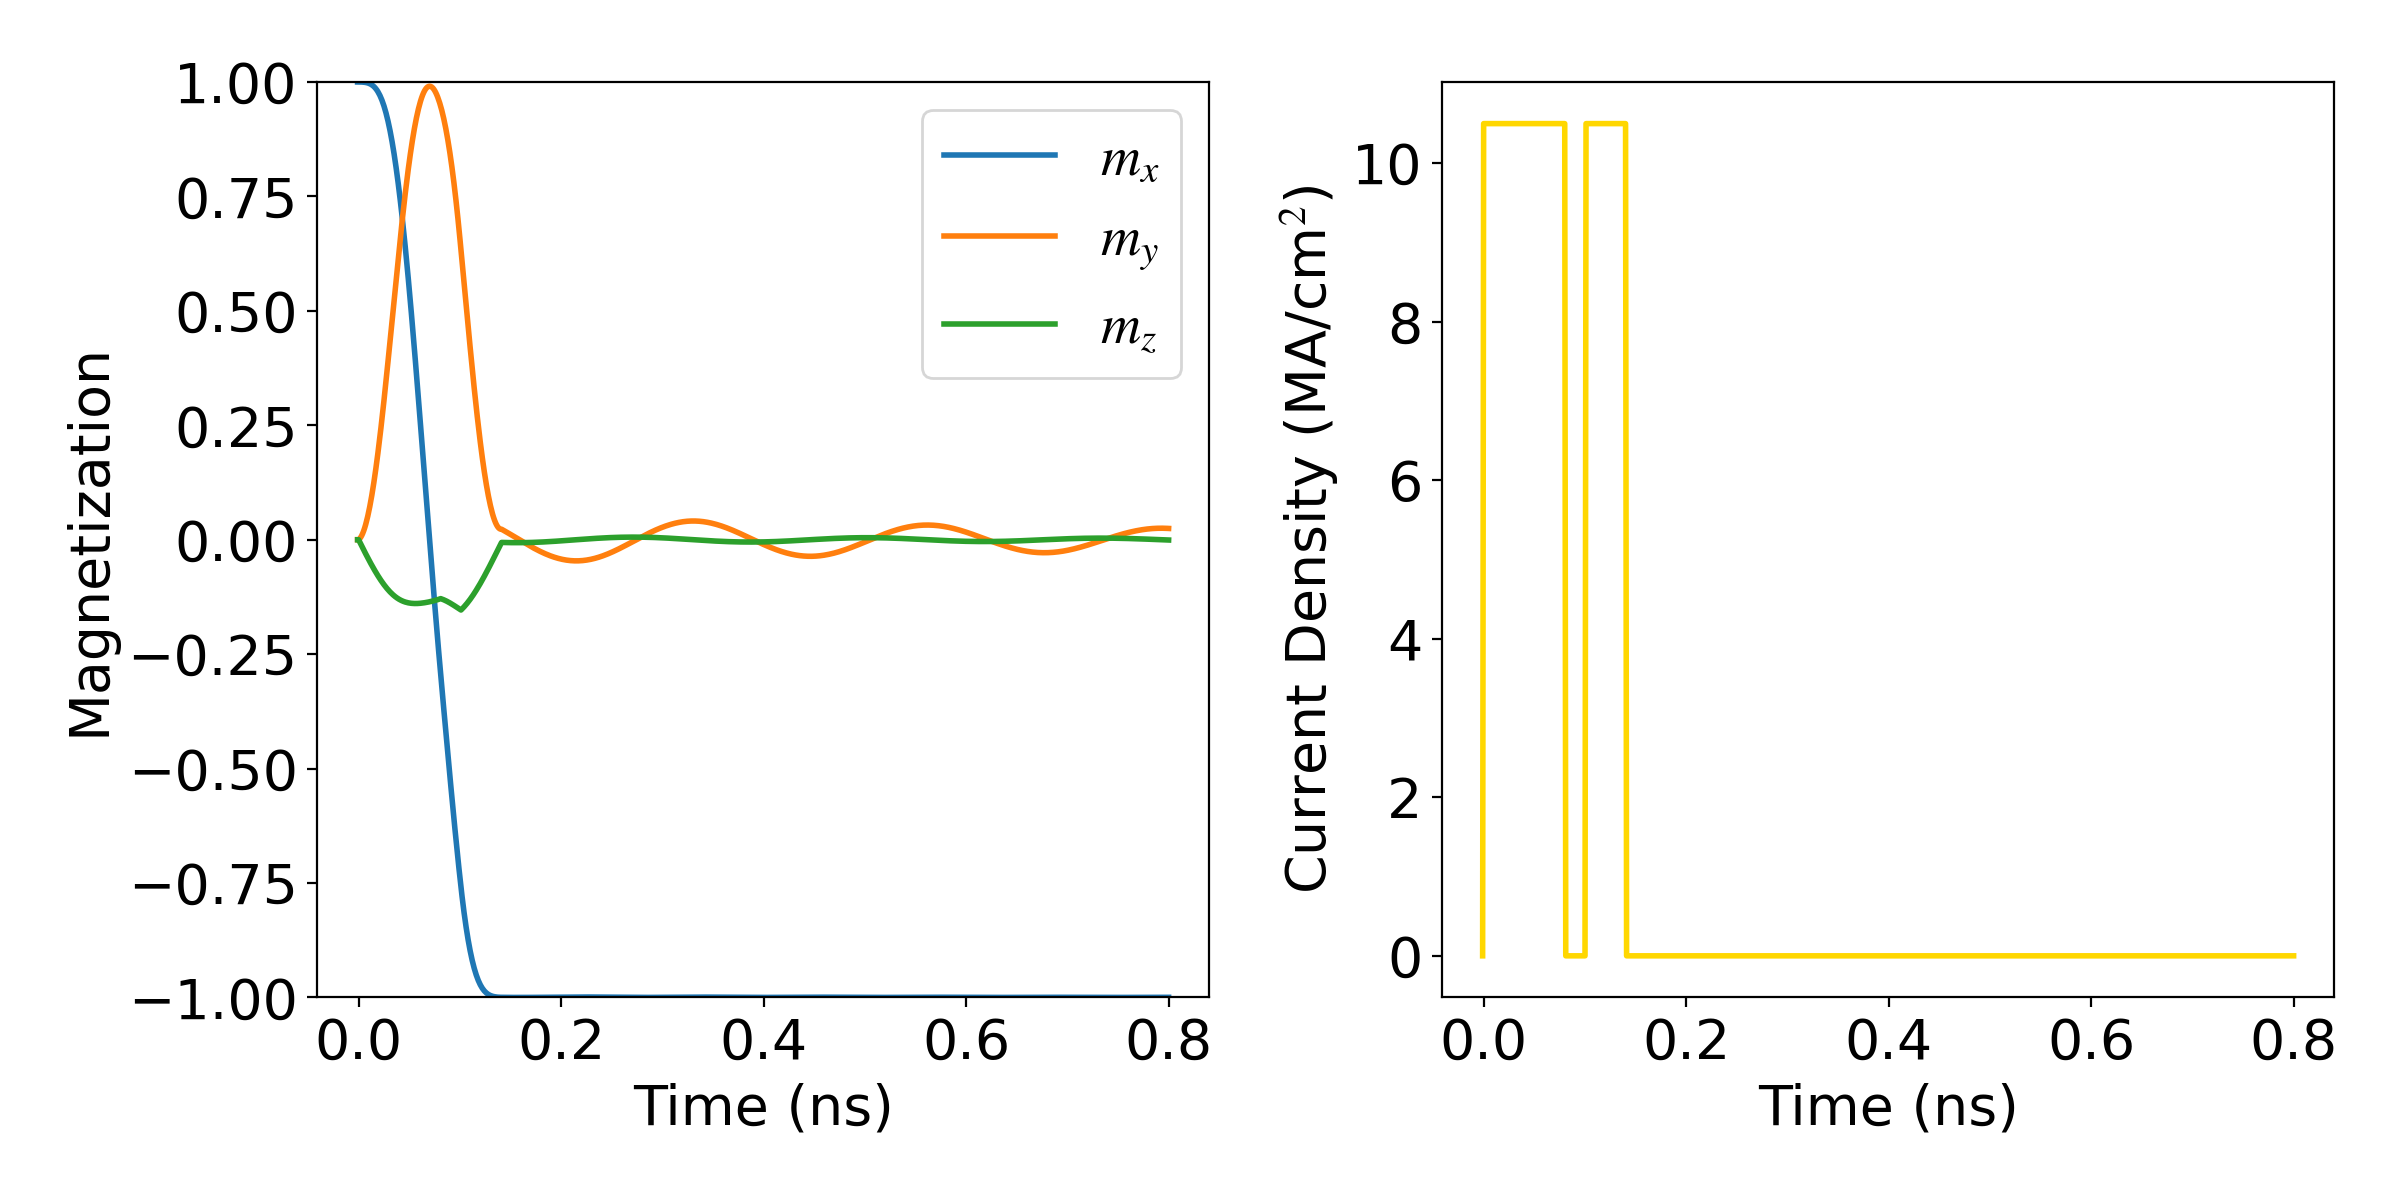 1.00
0.75
0.50
0.25
0.00
−0.25
−0.50
−0.75
−1.00
Magnetization
0.0 0.2 0.4 0.6 0.8
Time (ns)
m_x
m_y
m_z
10
8
6
4
2
0
Current Density (MA/cm²)
0.0 0.2 0.4 0.6 0.8
Time (ns)